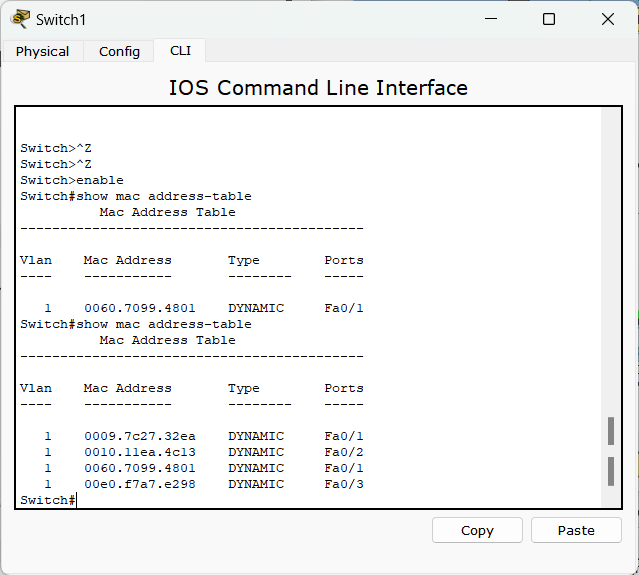 Switch1
Physical Config CLI
IOS Command Line Interface
Switch>^Z
Switch>^Z
Switch>enable
Switch#show mac address-table
Mac Address Table
-------------------------------------------
Vlan Mac Address Type Ports
---- ----------- -------- -----
1 0060.7099.4801 DYNAMIC Fa0/1
Switch#show mac address-table
Mac Address Table
-------------------------------------------
Vlan Mac Address Type Ports
---- ----------- -------- -----
1 0009.7c27.32ea DYNAMIC Fa0/1
1 0010.11ea.4c13 DYNAMIC Fa0/2
1 0060.7099.4801 DYNAMIC Fa0/1
1 00e0.f7a7.e298 DYNAMIC Fa0/3
Switch#
Copy Paste